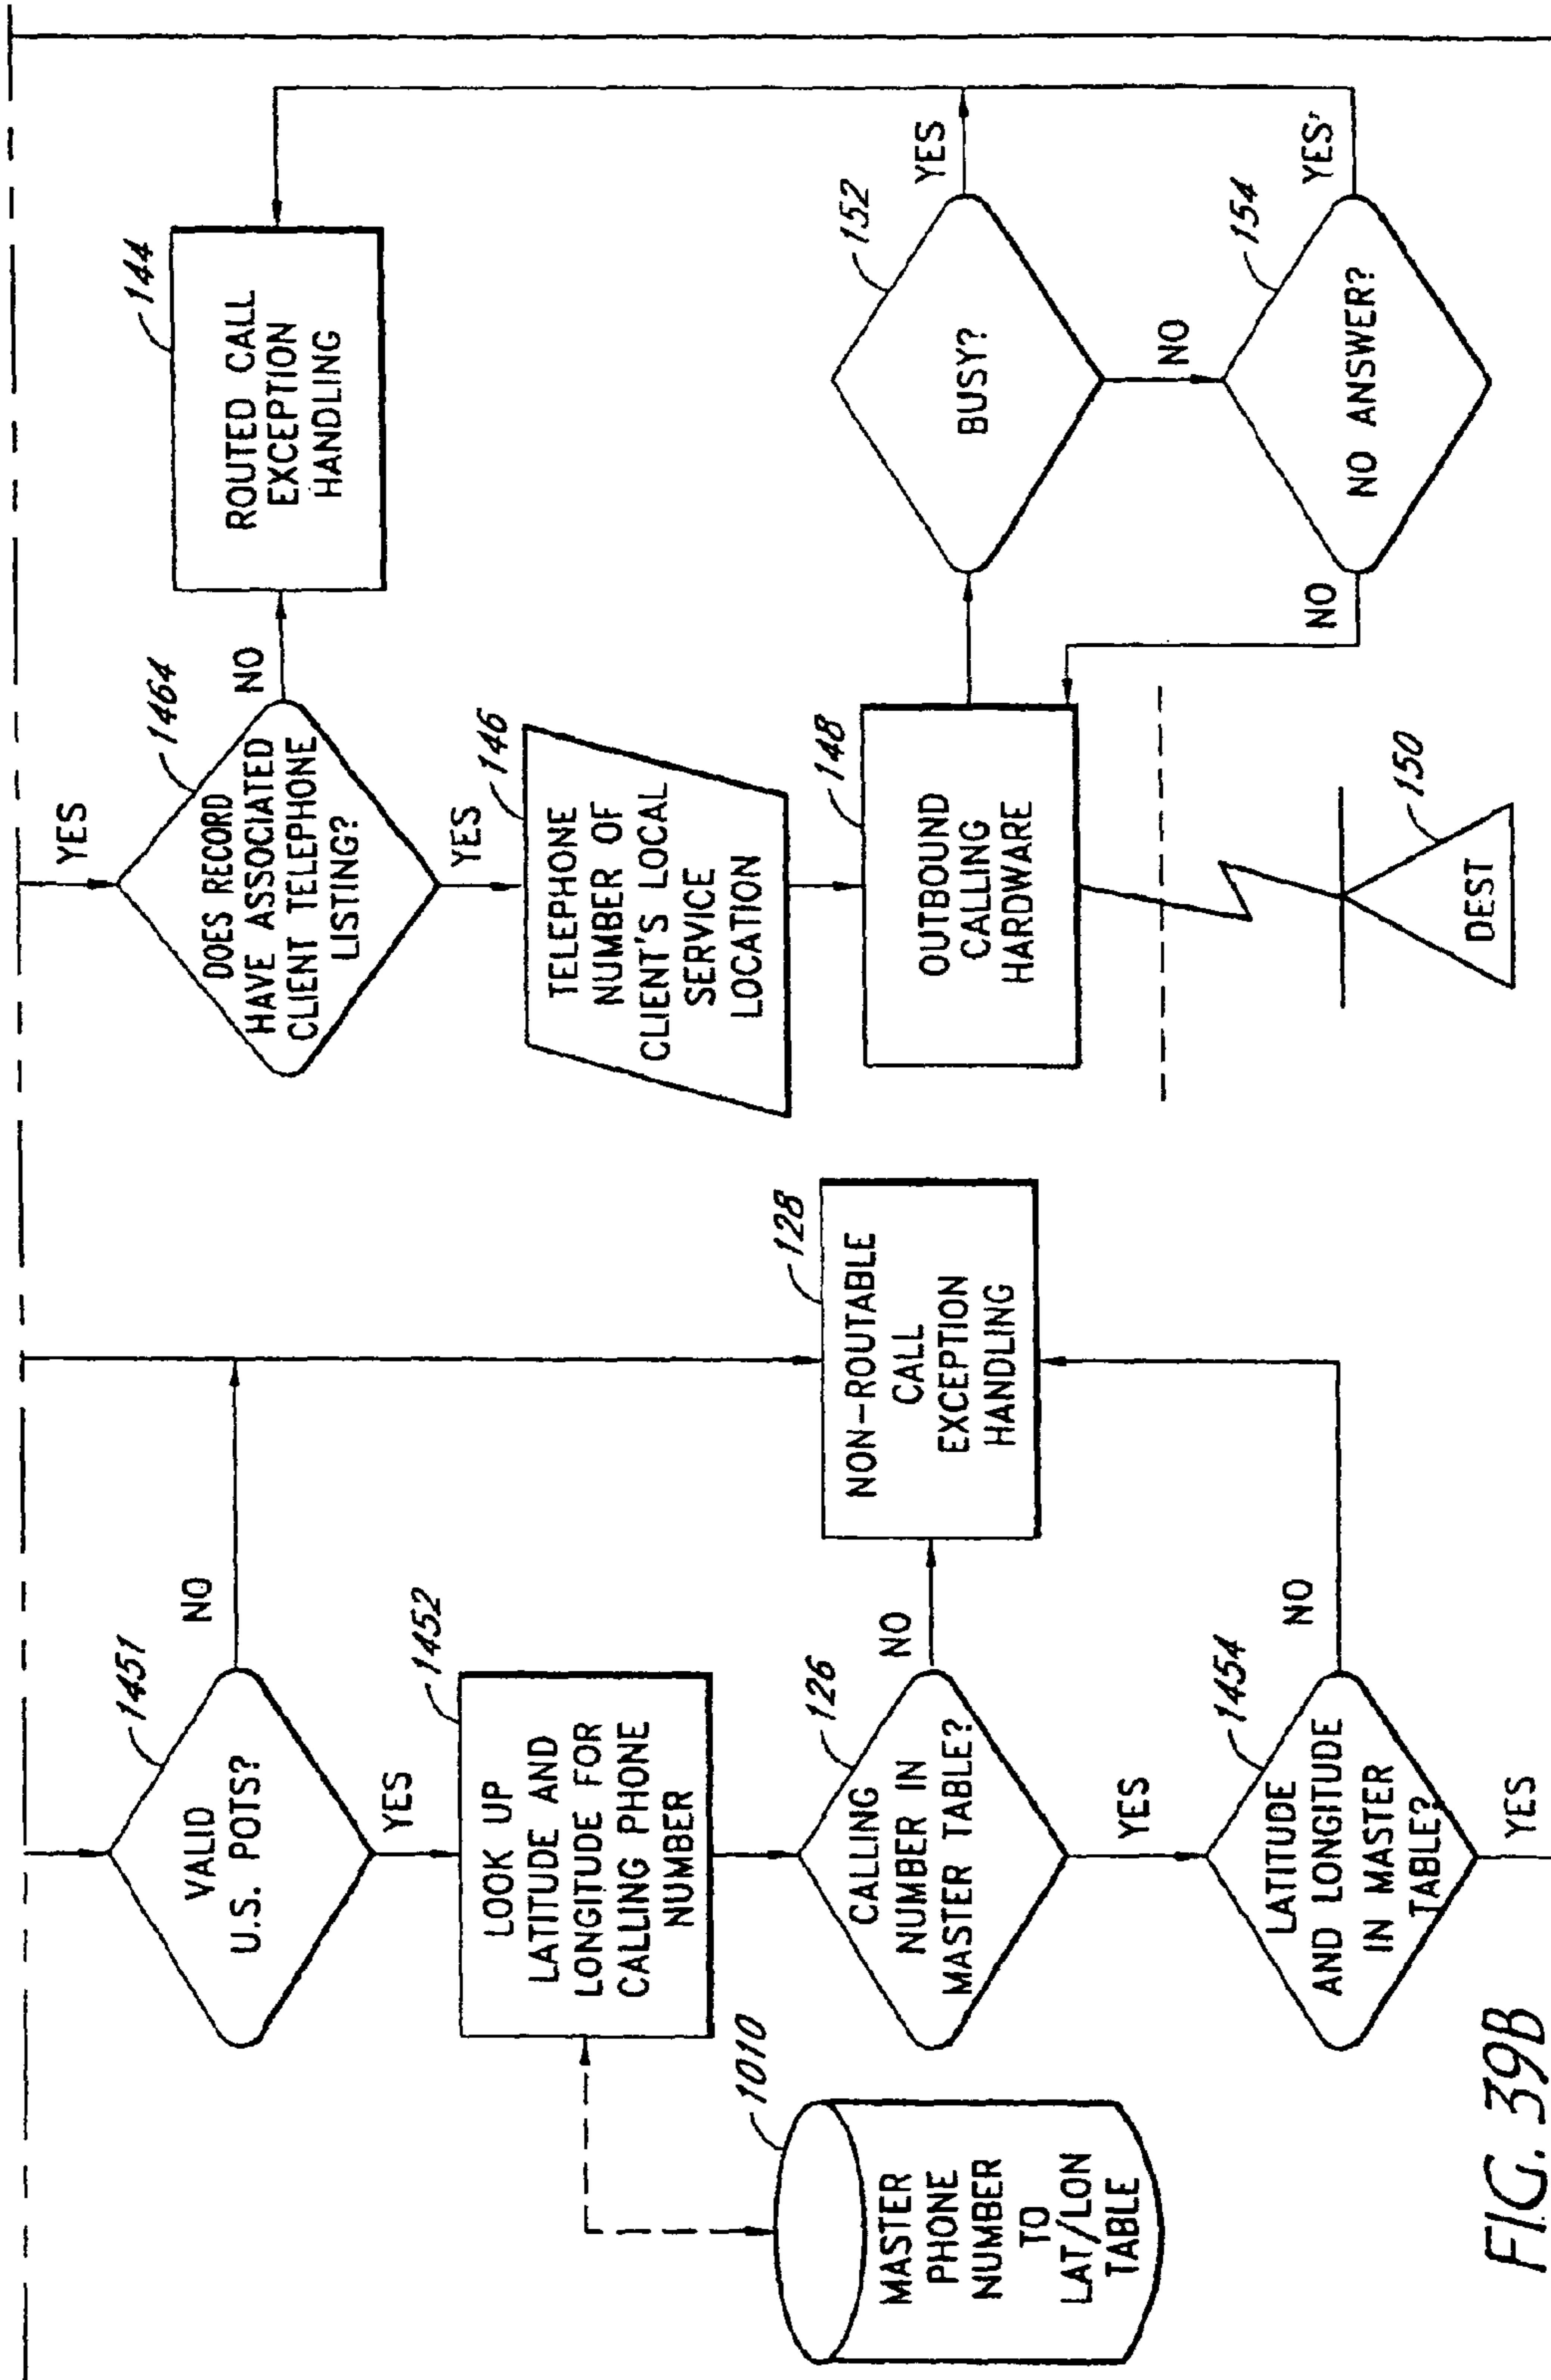 1451
VALID
U.S. POTS?
NO
YES
1452
LOOK UP
LATITUDE AND
LONGITUDE FOR
CALLING PHONE
NUMBER
1010
MASTER
PHONE
NUMBER
TO
LAT/LON
TABLE
126
CALLING
NUMBER IN
MASTER TABLE?
NO
YES
128
NON-ROUTABLE
CALL
EXCEPTION
HANDLING
1454
LATITUDE
AND LONGITUDE
IN MASTER
TABLE?
NO
YES
YES
1464
DOES RECORD
HAVE ASSOCIATED
CLIENT TELEPHONE
LISTING?
NO
YES
144
ROUTED CALL
EXCEPTION
HANDLING
146
TELEPHONE
NUMBER OF
CLIENT'S LOCAL
SERVICE
LOCATION
148
OUTBOUND
CALLING
HARDWARE
152
BUSY?
YES
NO
154
NO ANSWER?
YES
NO
150
DEST
FIG. 39B